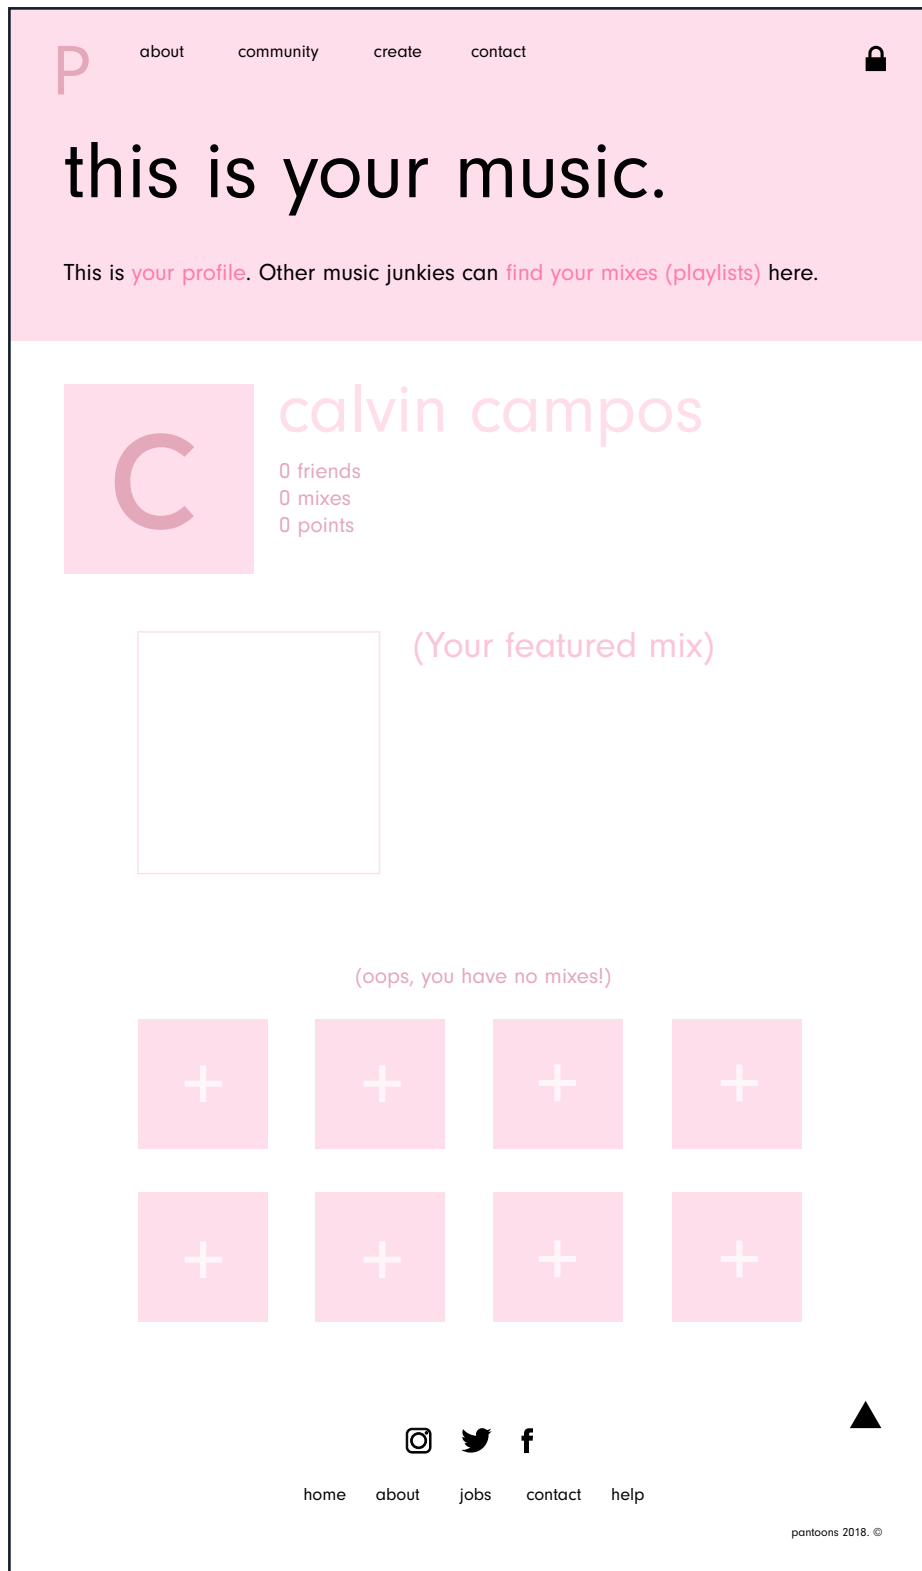 P about community create contact
this is your music.
This is your profile. Other music junkies can find your mixes (playlists) here.
C
calvin campos
0 friends
0 mixes
0 points
(Your featured mix)
(oops, you have no mixes!)
+ + + +
+ + + +
home about jobs contact help
pantoons 2018. ©